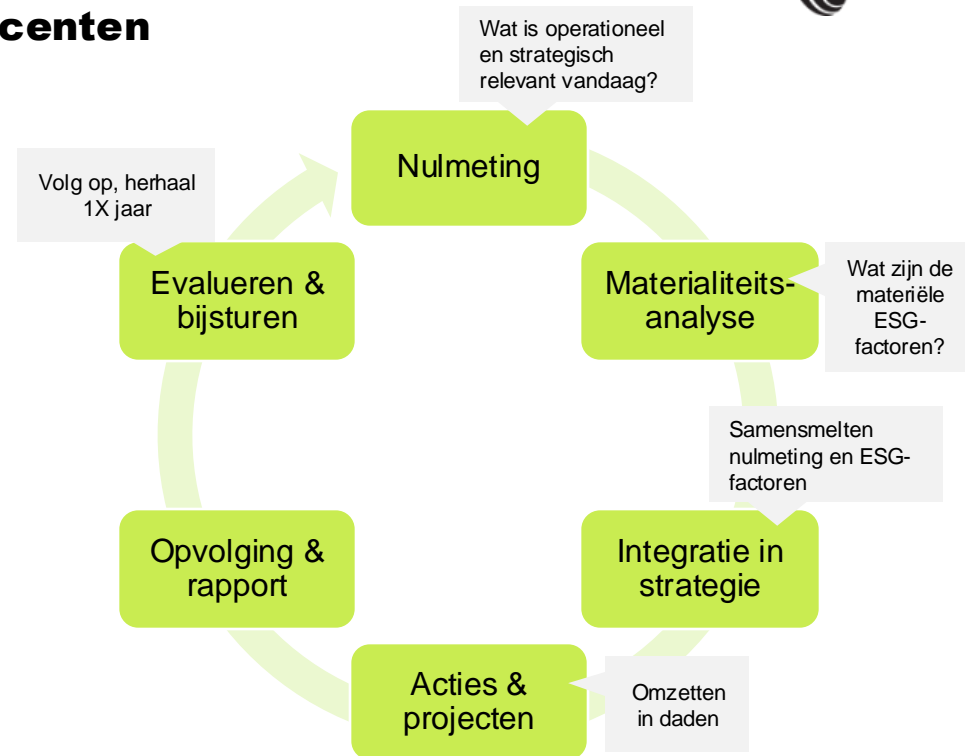 centen
Wat is operationeel
en strategisch
relevant vandaag?
Nulmeting
Volg op, herhaal
1X jaar
Evalueren &
bijsturen
Materialiteits-
analyse
Wat zijn de
materiële
ESG-
factoren?
Samensmelten
nulmeting en ESG-
factoren
Opvolging &
rapport
Integratie in
strategie
Acties &
projecten
Omzetten
in daden